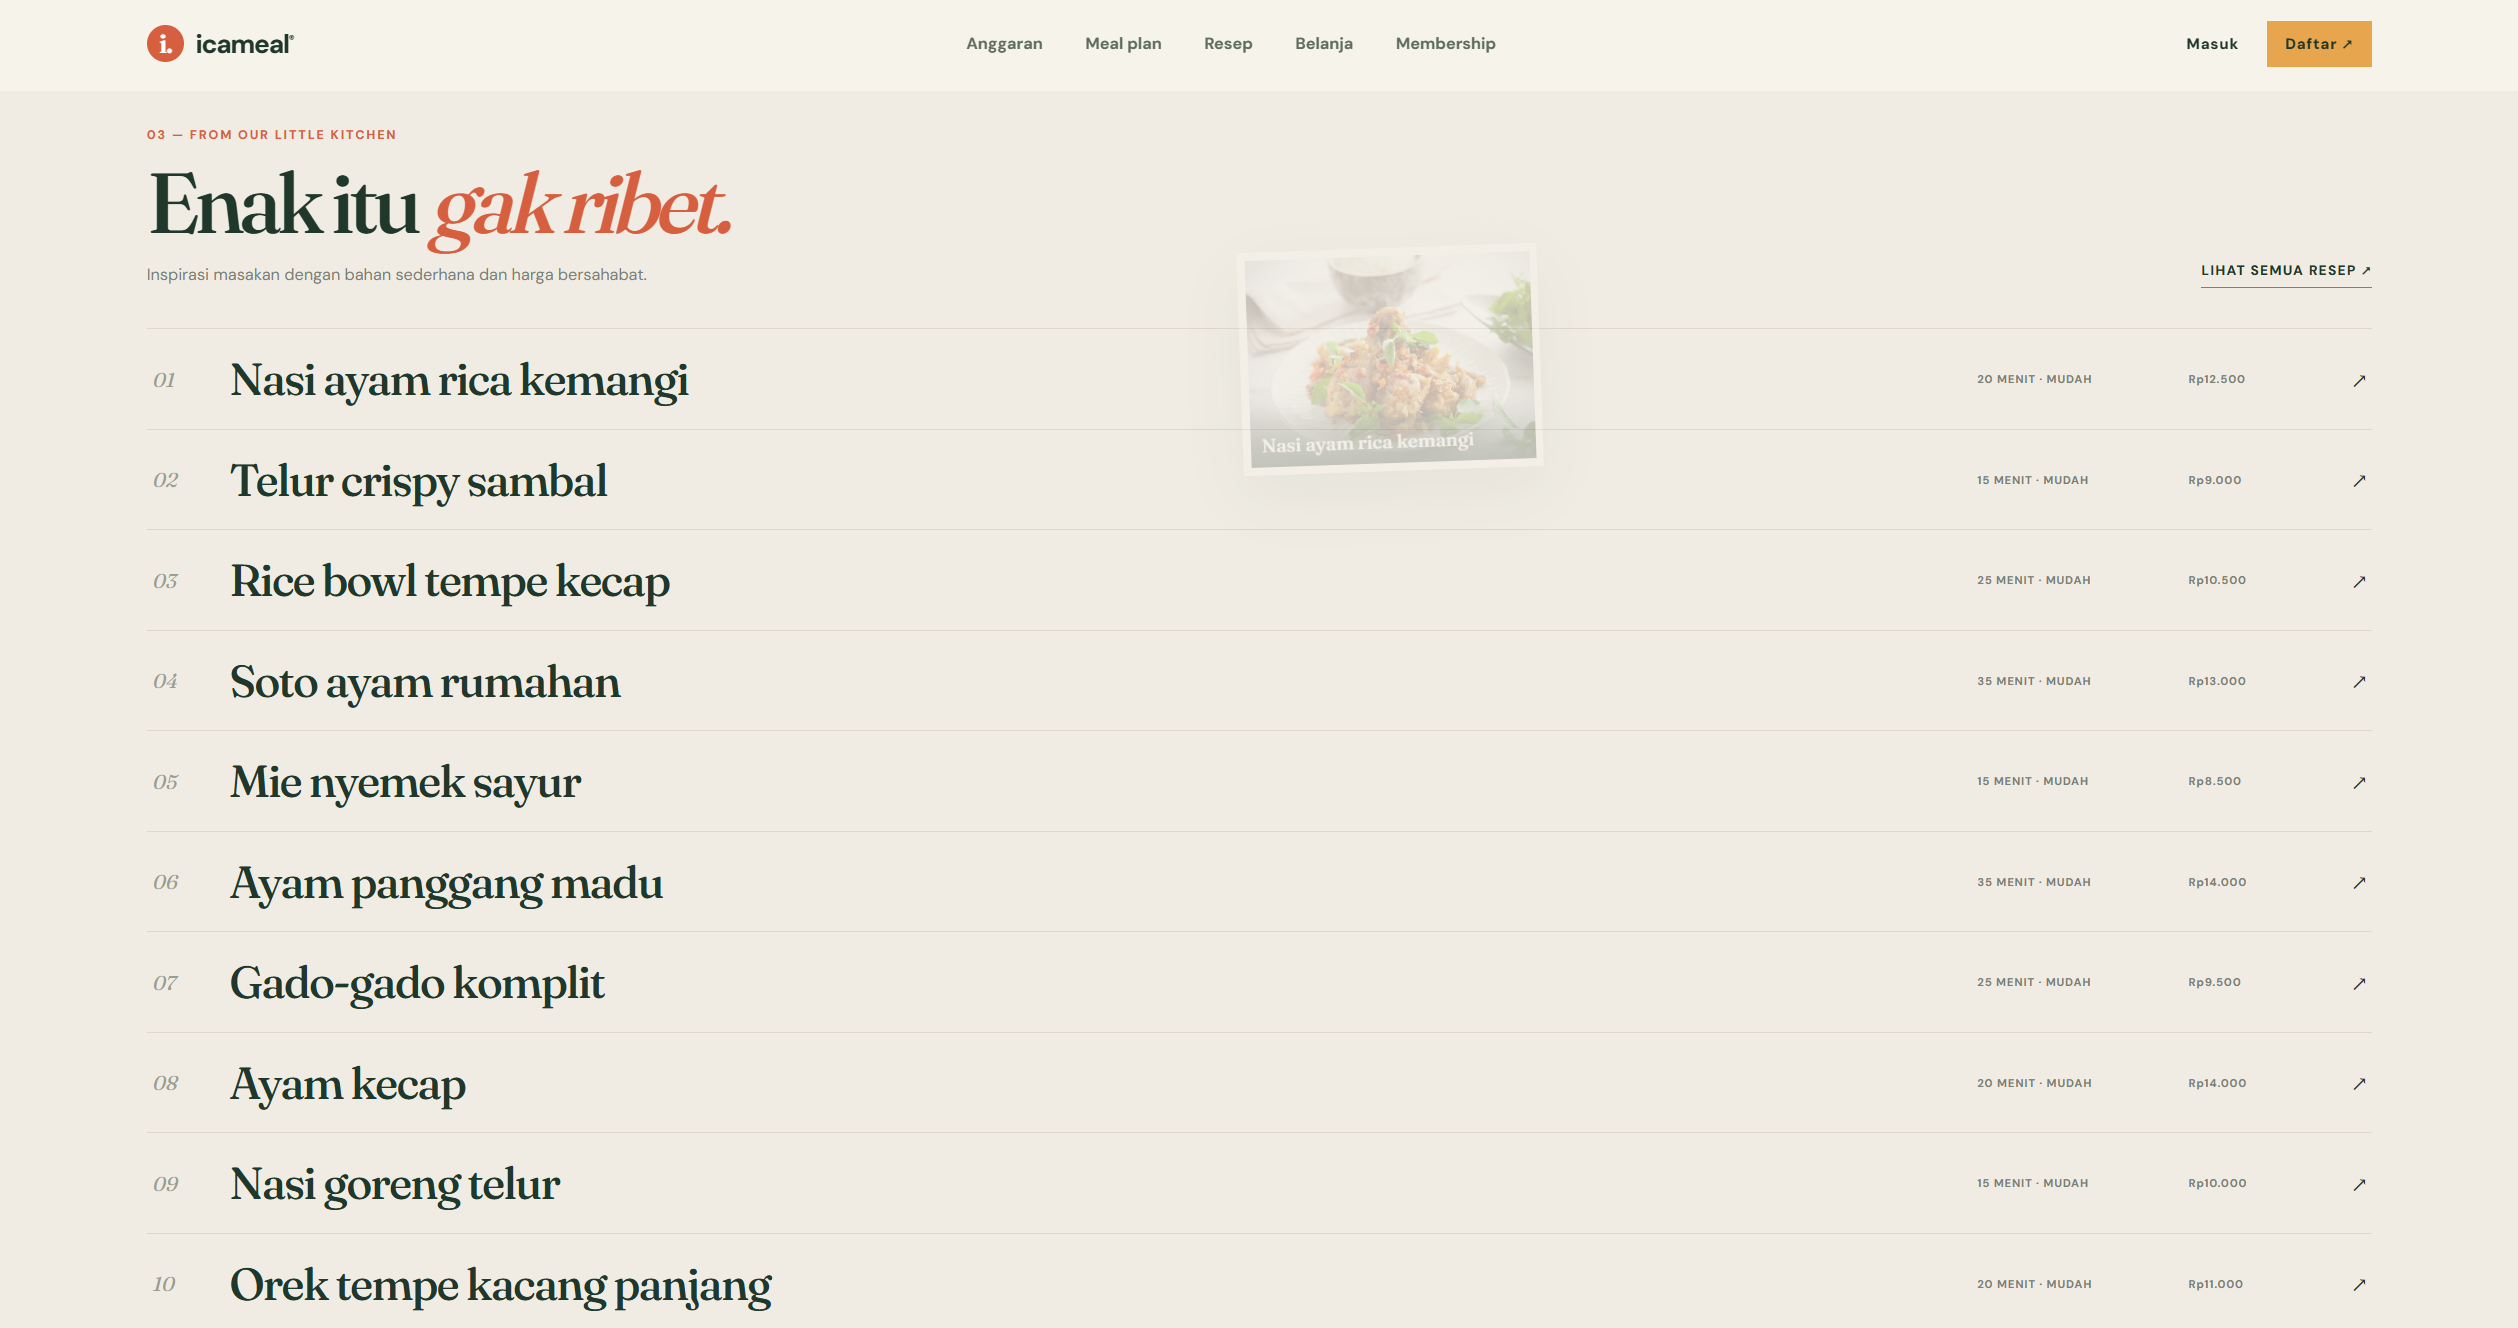 i. icameal®
Anggaran Meal plan Resep Belanja Membership
Masuk Daftar ↗
03 — FROM OUR LITTLE KITCHEN
Enak itu gak ribet.
Inspirasi masakan dengan bahan sederhana dan harga bersahabat.
LIHAT SEMUA RESEP ↗
01 Nasi ayam rica kemangi 20 MENIT · MUDAH Rp12.500 ↗
Nasi ayam rica kemangi
02 Telur crispy sambal 15 MENIT · MUDAH Rp9.000 ↗
03 Rice bowl tempe kecap 25 MENIT · MUDAH Rp10.500 ↗
04 Soto ayam rumahan 35 MENIT · MUDAH Rp13.000 ↗
05 Mie nyemek sayur 15 MENIT · MUDAH Rp8.500 ↗
06 Ayam panggang madu 35 MENIT · MUDAH Rp14.000 ↗
07 Gado-gado komplit 25 MENIT · MUDAH Rp9.500 ↗
08 Ayam kecap 20 MENIT · MUDAH Rp14.000 ↗
09 Nasi goreng telur 15 MENIT · MUDAH Rp10.000 ↗
10 Orek tempe kacang panjang 20 MENIT · MUDAH Rp11.000 ↗